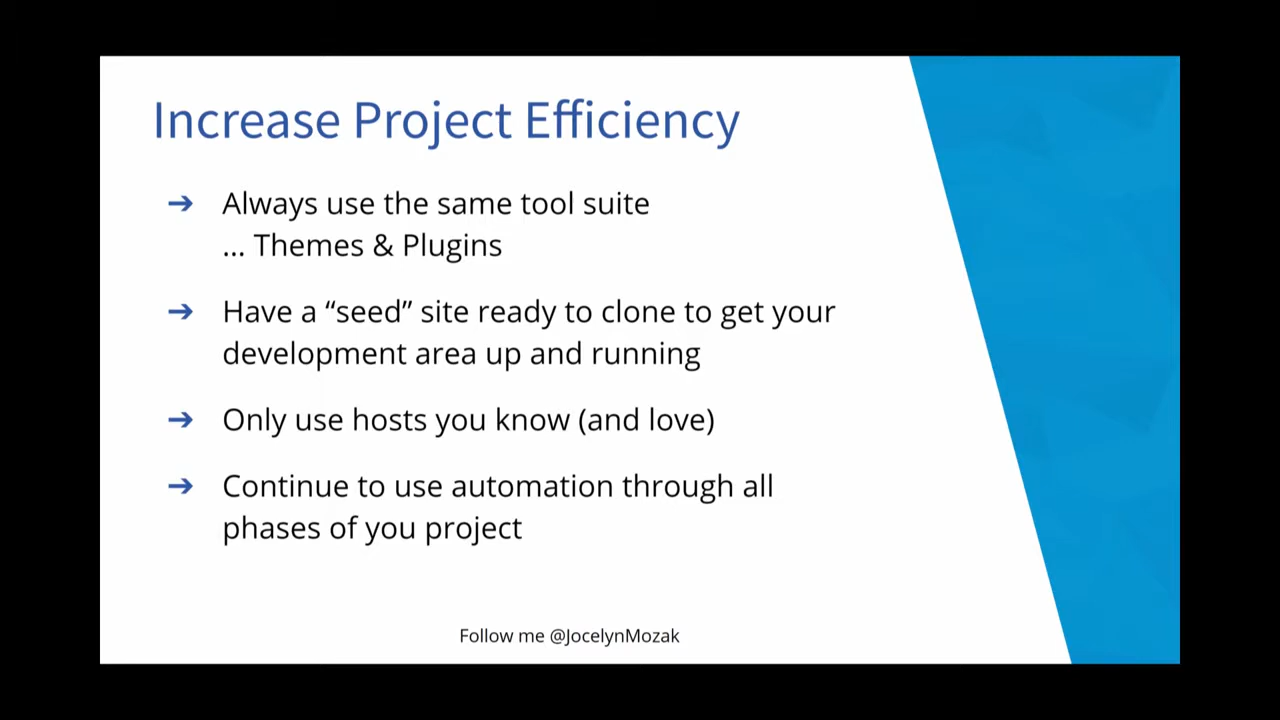 Increase Project Efficiency
➔ Always use the same tool suite
... Themes & Plugins
➔ Have a “seed” site ready to clone to get your
development area up and running
➔ Only use hosts you know (and love)
➔ Continue to use automation through all
phases of you project
Follow me @JocelynMozak